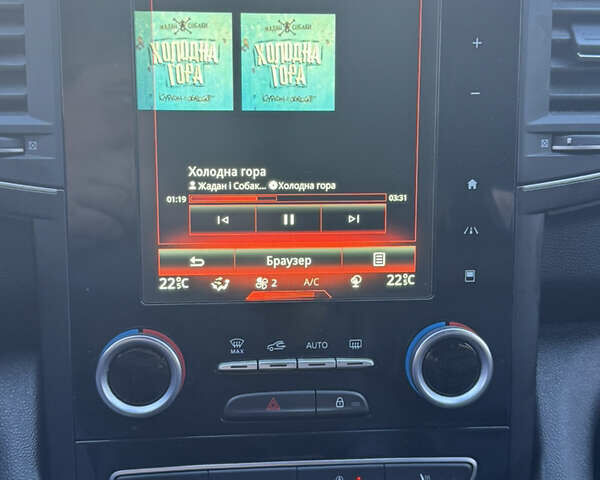 ЖАДАН СОБАКИ
ХОЛОДНА
ГОРА
ЖАДАН СОБАКИ
ХОЛОДНА
ГОРА
Холодна гора
Жадан і Собак... Холодна гора
01:19 03:31
Браузер
22°C 2 A/C 22°C
MAX AUTO